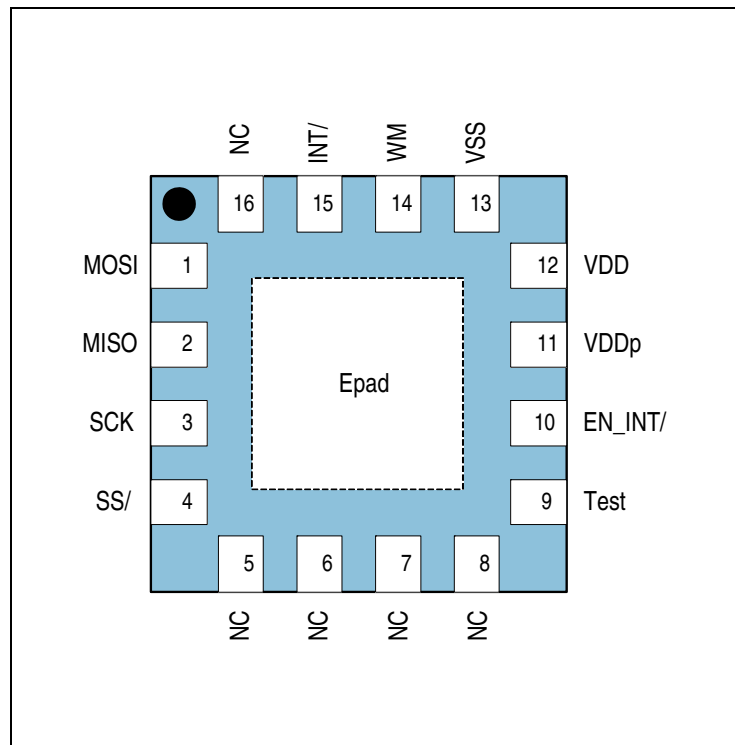 NC INT/ WM VSS
16 15 14 13
MOSI 1 12 VDD
MISO 2 11 VDDp
Epad
SCK 3 10 EN_INT/
SS/ 4 9 Test
5 6 7 8
NC NC NC NC